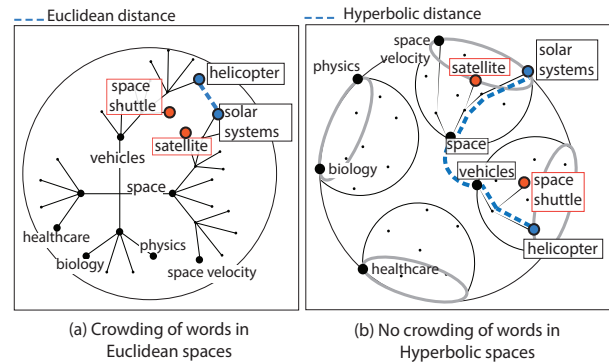 Euclidean distance
helicopter
space
shuttle
solar
systems
satellite
vehicles
space
healthcare
biology
physics
space velocity
(a) Crowding of words in
Euclidean spaces
Hyperbolic distance
space
velocity
solar
systems
physics
satellite
space
biology
vehicles
space
shuttle
helicopter
healthcare
(b) No crowding of words in
Hyperbolic spaces